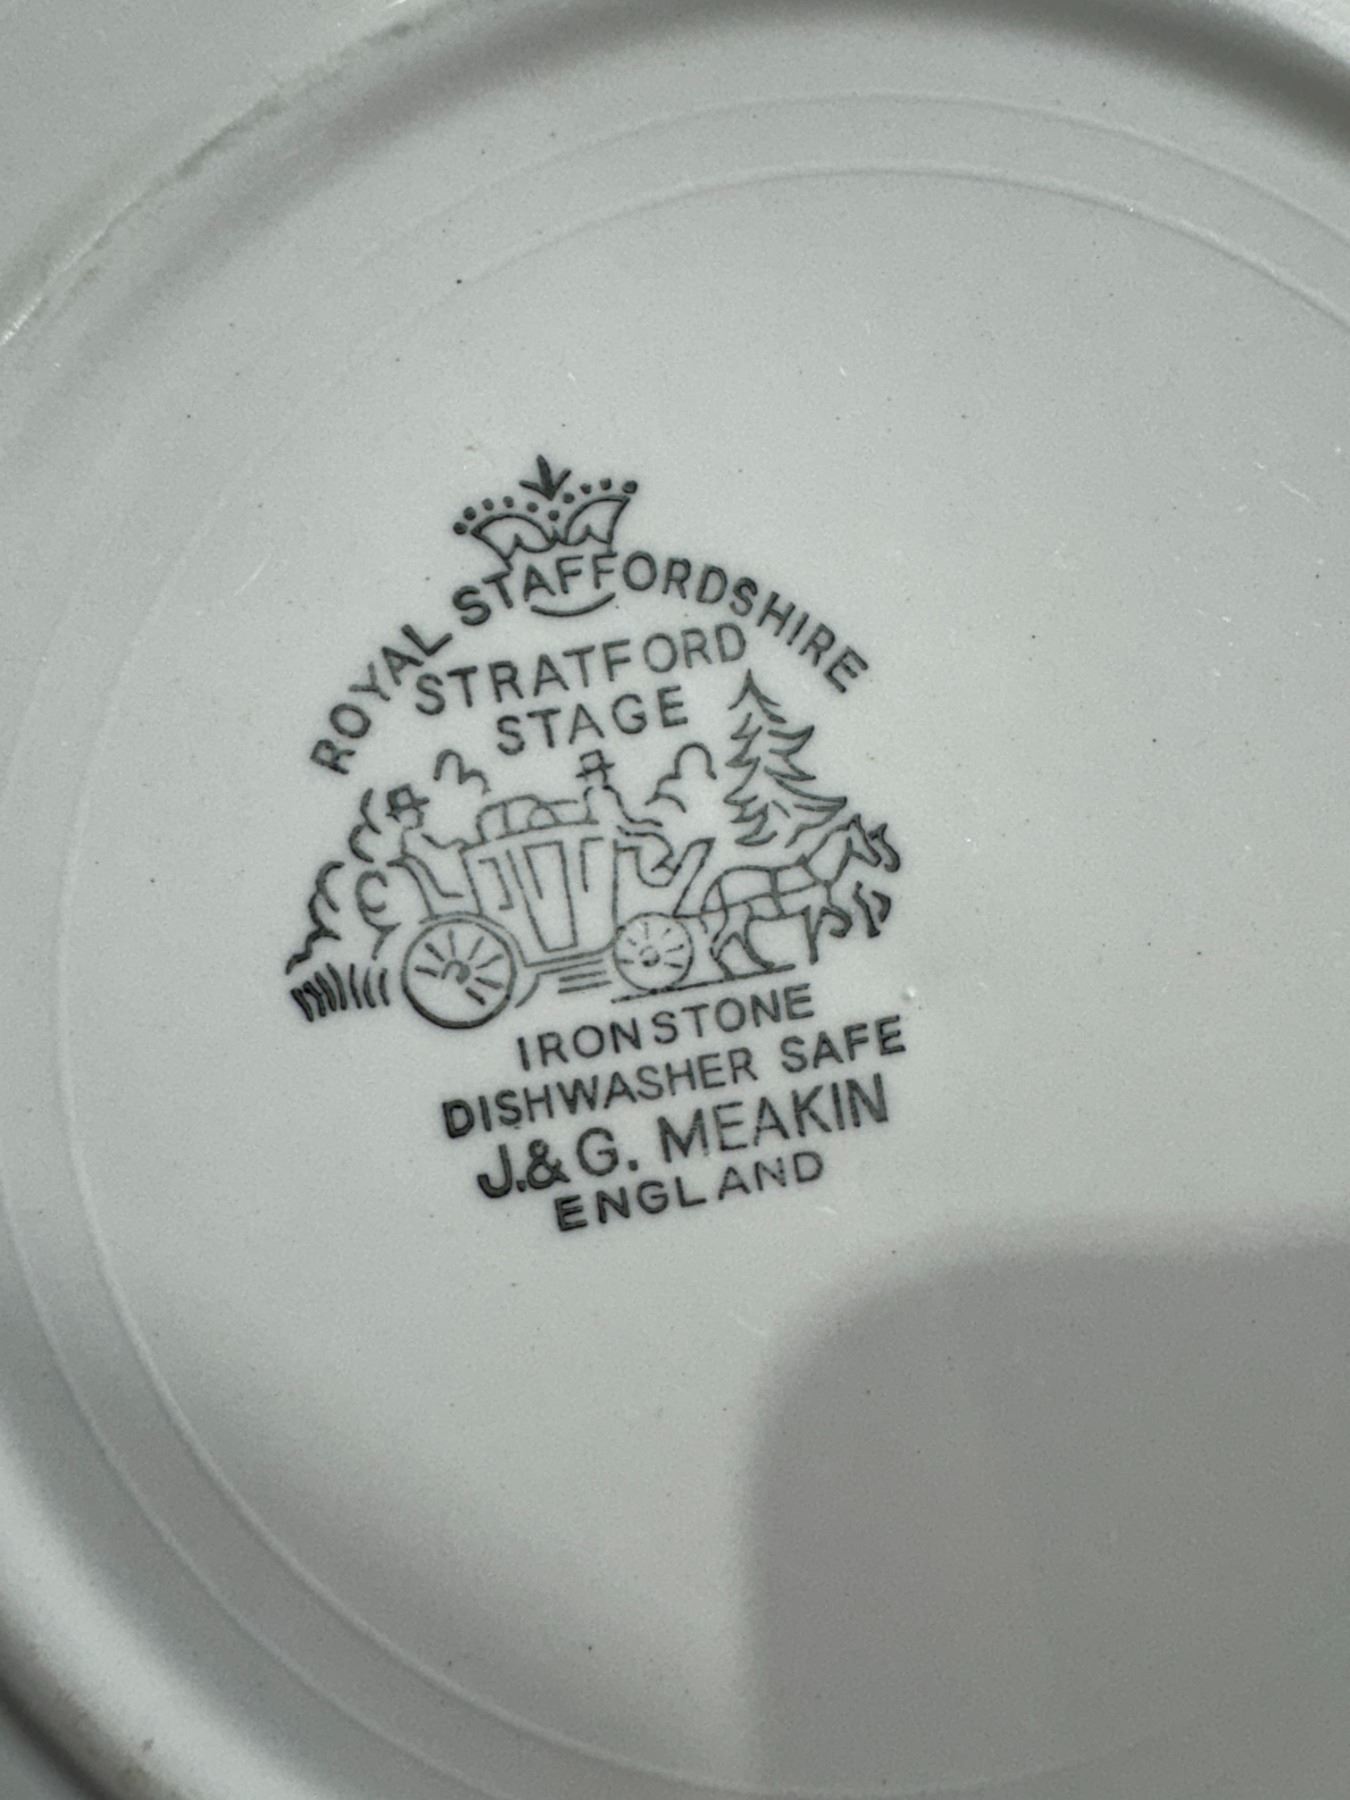 ROYAL STAFFORDSHIRE
STRATFORD
STAGE
IRONSTONE
DISHWASHER SAFE
J.&G. MEAKIN
ENGLAND